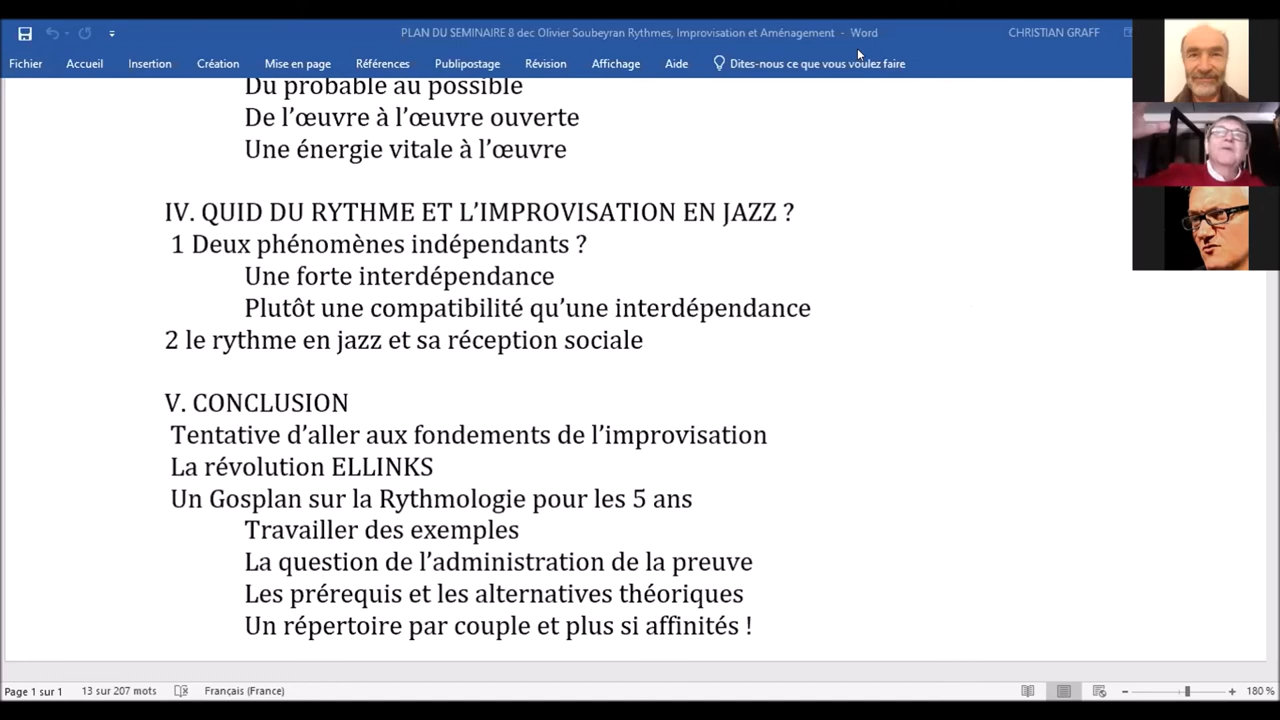 PLAN DU SEMINAIRE 8 dec Olivier Soubeyran Rythmes, Improvisation et Aménagement - Word
CHRISTIAN GRAFF
Fichier Accueil Insertion Création Mise en page Références Publipostage Révision Affichage Aide Dites-nous ce que vous voulez faire
Du probable au possible
De l'œuvre à l'œuvre ouverte
Une énergie vitale à l'œuvre
IV. QUID DU RYTHME ET L'IMPROVISATION EN JAZZ ?
1 Deux phénomènes indépendants ?
Une forte interdépendance
Plutôt une compatibilité qu'une interdépendance
2 le rythme en jazz et sa réception sociale
V. CONCLUSION
Tentative d'aller aux fondements de l'improvisation
La révolution ELLINKS
Un Gosplan sur la Rythmologie pour les 5 ans
Travailler des exemples
La question de l'administration de la preuve
Les prérequis et les alternatives théoriques
Un répertoire par couple et plus si affinités !
Page 1 sur 1 13 sur 207 mots Français (France) 180 %